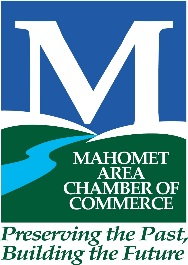 M
MAHOMET
AREA
CHAMBER OF
COMMERCE
Preserving the Past,
Building the Future